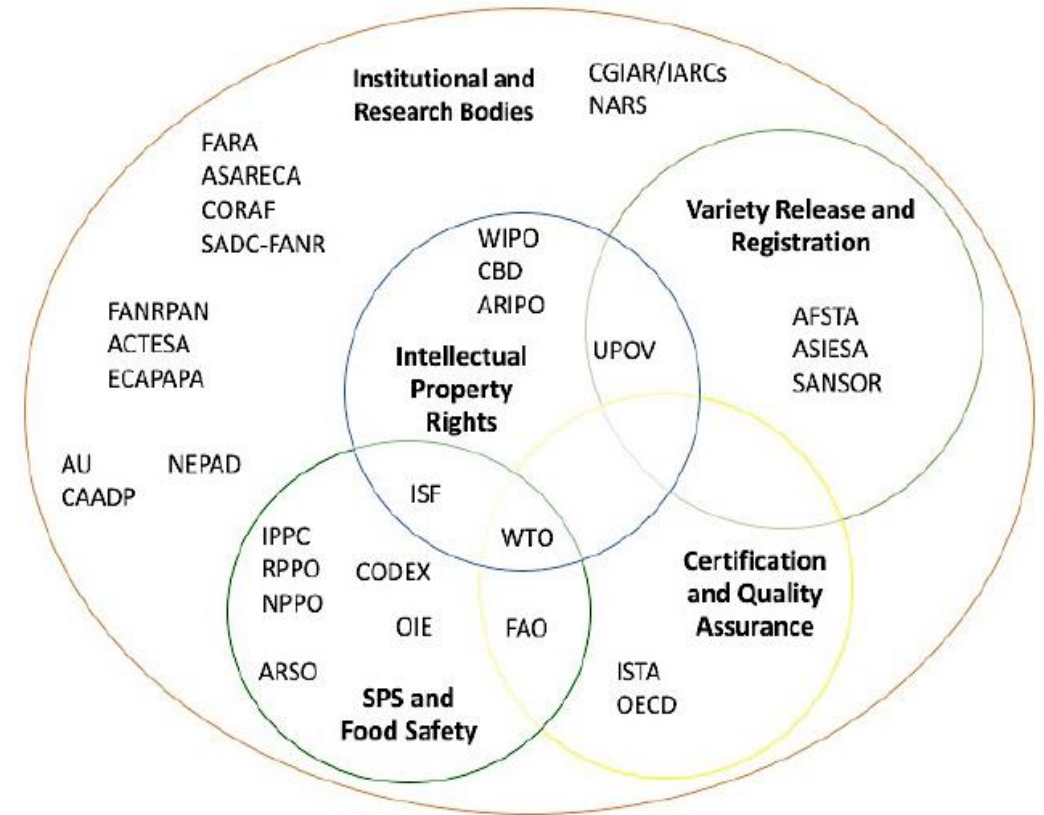 Institutional and
Research Bodies
CGIAR/IARCs
NARS
FARA
ASARECA
CORAF
SADC-FANR
Variety Release and
Registration
WIPO
CBD
ARIPO
FANRPAN
ACTESA
ECAPAPA
AFSTA
ASIESA
SANSOR
UPOV
Intellectual
Property
Rights
AU
NEPAD
CAADP
ISF
WTO
IPPC
RPPO
NPPO
CODEX
OIE
FAO
ARSO
SPS and
Food Safety
Certification
and Quality
Assurance
ISTA
OECD